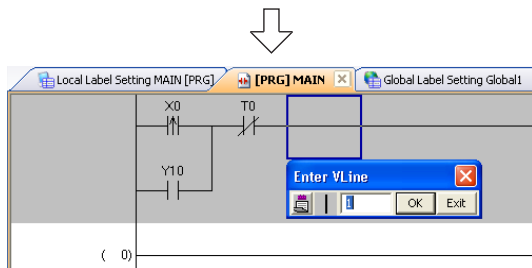 Local Label Setting MAIN [PRG] [PRG] MAIN Global Label Setting Global1
X0 T0
Y10
Enter VLine
1 OK Exit
( 0)